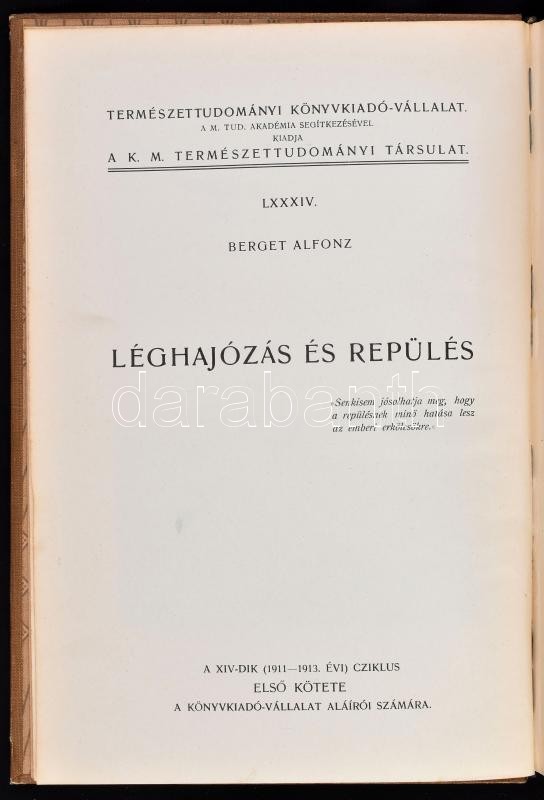 TERMÉSZETTUDOMÁNYI KÖNYVKIADÓ-VÁLLALAT.
A M. TUD. AKADÉMIA SEGÍTKEZÉSÉVEL
KIADJA
A K. M. TERMÉSZETTUDOMÁNYI TÁRSULAT.
LXXXIV.
BERGET ALFONZ
LÉGHAJÓZÁS ÉS REPÜLÉS
darabanth
«Senkisem jósolhatja meg, hogy
a repülésnek minő hatása lesz
az emberi erkölcsökre.»
A XIV-DIK (1911—1913. ÉVI) CZIKLUS
ELSŐ KÖTETE
A KÖNYVKIADÓ-VÁLLALAT ALÁÍRÓI SZÁMÁRA.